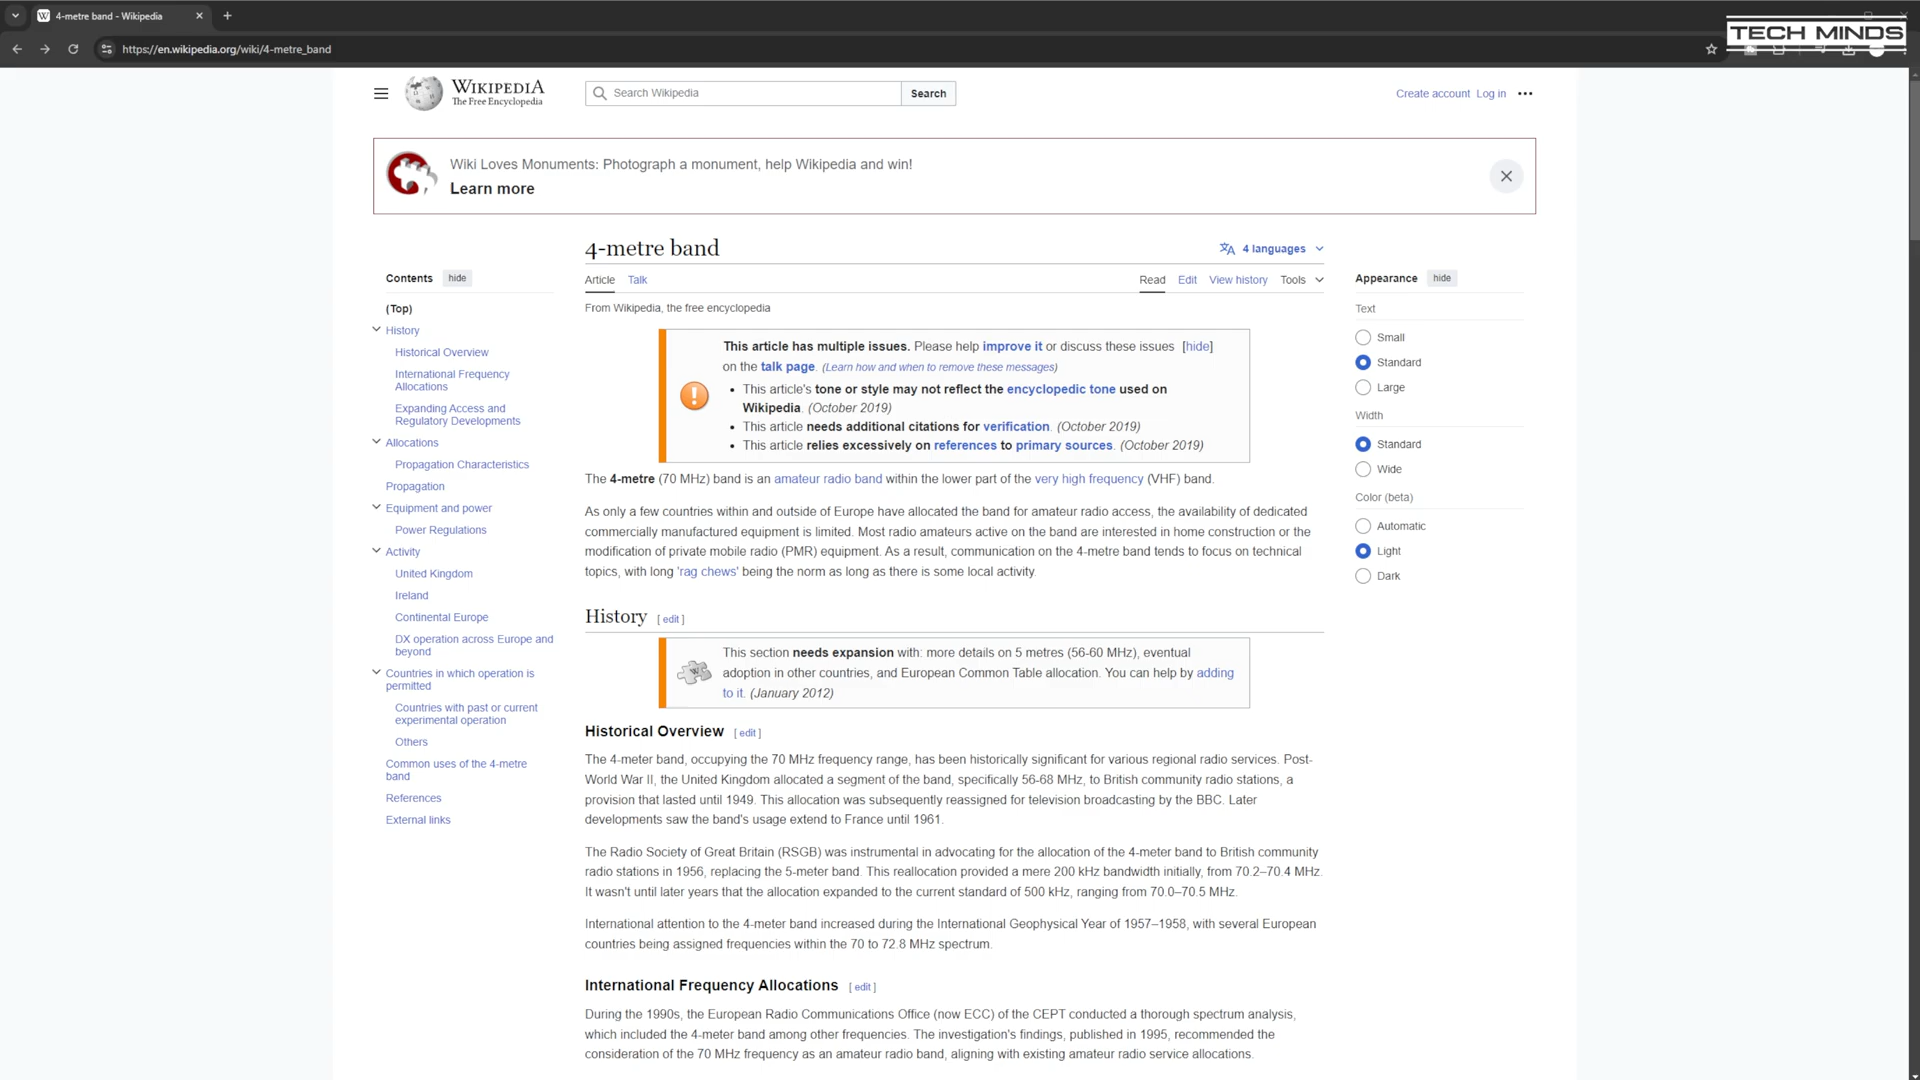 4-metre band - Wikipedia
https://en.wikipedia.org/wiki/4-metre_band
TECH MINDS
WIKIPEDIA
The Free Encyclopedia
Search Wikipedia
Search
Create account Log in
Wiki Loves Monuments: Photograph a monument, help Wikipedia and win!
Learn more
4-metre band
4 languages
Article Talk
Read Edit View history Tools
From Wikipedia, the free encyclopedia
Contents hide
(Top)
History
Historical Overview
International Frequency
Allocations
Expanding Access and
Regulatory Developments
Allocations
Propagation Characteristics
Propagation
Equipment and power
Power Regulations
Activity
United Kingdom
Ireland
Continental Europe
DX operation across Europe and
beyond
Countries in which operation is
permitted
Countries with past or current
experimental operation
Others
Common uses of the 4-metre
band
References
External links
This article has multiple issues. Please help improve it or discuss these issues [hide]
on the talk page. (Learn how and when to remove these messages)
• This article's tone or style may not reflect the encyclopedic tone used on
Wikipedia. (October 2019)
• This article needs additional citations for verification. (October 2019)
• This article relies excessively on references to primary sources. (October 2019)
The 4-metre (70 MHz) band is an amateur radio band within the lower part of the very high frequency (VHF) band.
As only a few countries within and outside of Europe have allocated the band for amateur radio access, the availability of dedicated
commercially manufactured equipment is limited. Most radio amateurs active on the band are interested in home construction or the
modification of private mobile radio (PMR) equipment. As a result, communication on the 4-metre band tends to focus on technical
topics, with long 'rag chews' being the norm as long as there is some local activity.
History [ edit ]
This section needs expansion with: more details on 5 metres (56-60 MHz), eventual
adoption in other countries, and European Common Table allocation. You can help by adding
to it. (January 2012)
Historical Overview [ edit ]
The 4-meter band, occupying the 70 MHz frequency range, has been historically significant for various regional radio services. Post-
World War II, the United Kingdom allocated a segment of the band, specifically 56-68 MHz, to British community radio stations, a
provision that lasted until 1949. This allocation was subsequently reassigned for television broadcasting by the BBC. Later
developments saw the band's usage extend to France until 1961.
The Radio Society of Great Britain (RSGB) was instrumental in advocating for the allocation of the 4-meter band to British community
radio stations in 1956, replacing the 5-meter band. This reallocation provided a mere 200 kHz bandwidth initially, from 70.2–70.4 MHz.
It wasn't until later years that the allocation expanded to the current standard of 500 kHz, ranging from 70.0–70.5 MHz.
International attention to the 4-meter band increased during the International Geophysical Year of 1957–1958, with several European
countries being assigned frequencies within the 70 to 72.8 MHz spectrum.
International Frequency Allocations [ edit ]
During the 1990s, the European Radio Communications Office (now ECC) of the CEPT conducted a thorough spectrum analysis,
which included the 4-meter band among other frequencies. The investigation's findings, published in 1995, recommended the
consideration of the 70 MHz frequency as an amateur radio band, aligning with existing amateur radio service allocations.
Appearance hide
Text
Small
Standard
Large
Width
Standard
Wide
Color (beta)
Automatic
Light
Dark